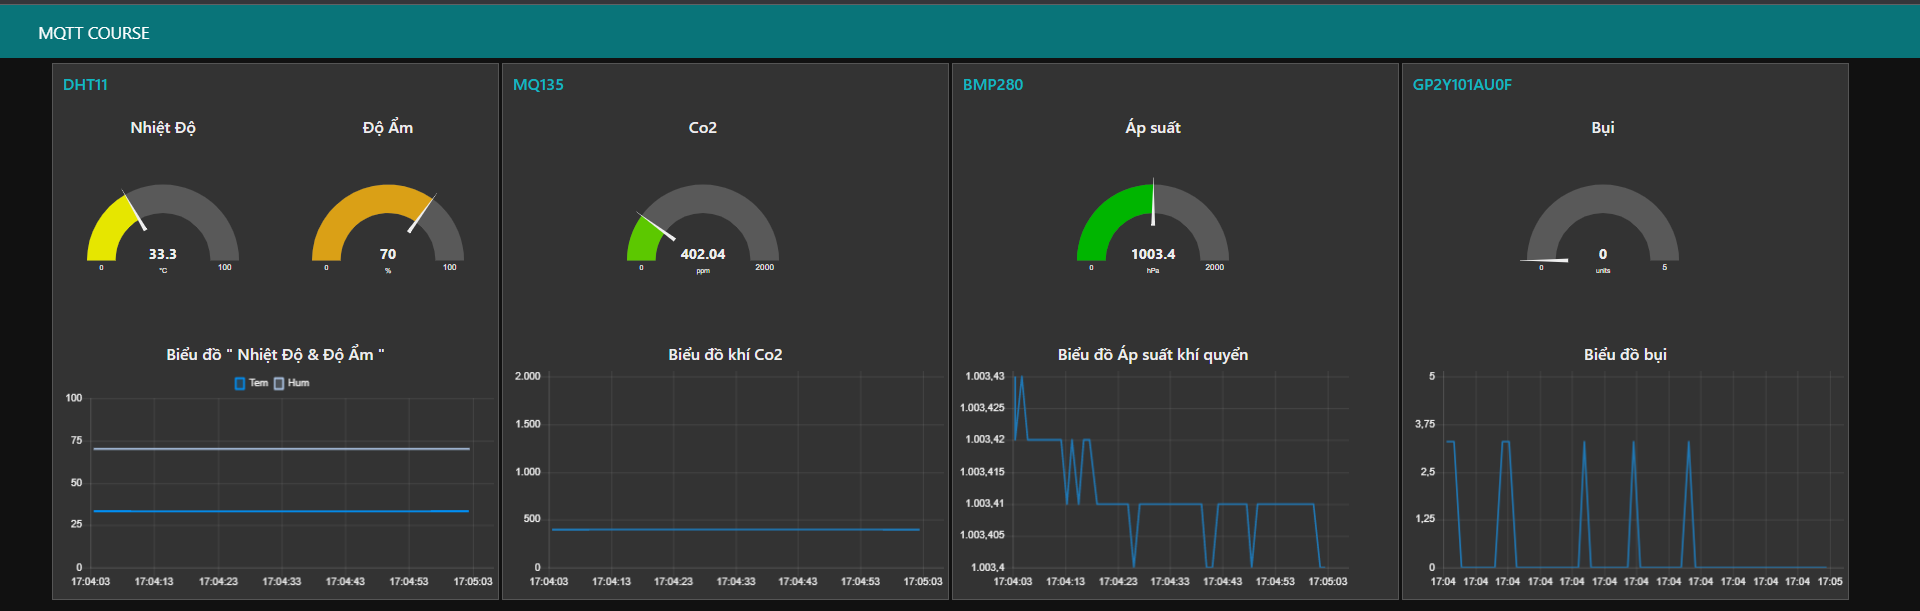 MQTT COURSE
DHT11
Nhiệt Độ
Độ Ẩm
33.3
0
°C
100
70
0
%
100
Biểu đồ " Nhiệt Độ & Độ Ẩm "
Tem
Hum
100
75
50
25
0
17:04:03 17:04:13 17:04:23 17:04:33 17:04:43 17:04:53 17:05:03
MQ135
Co2
402.04
0
ppm
2000
Biểu đồ khí Co2
2.000
1.500
1.000
500
0
17:04:03 17:04:13 17:04:23 17:04:33 17:04:43 17:04:53 17:05:03
BMP280
Áp suất
1003.4
0
hPa
2000
Biểu đồ Áp suất khí quyển
1.003,43
1.003,425
1.003,42
1.003,415
1.003,41
1.003,405
1.003,4
17:04:03 17:04:13 17:04:23 17:04:33 17:04:43 17:04:53 17:05:03
GP2Y101AU0F
Bụi
0
0
units
5
Biểu đồ bụi
5
3,75
2,5
1,25
0
17:04 17:04 17:04 17:04 17:04 17:04 17:04 17:04 17:04 17:04 17:04 17:04 17:05